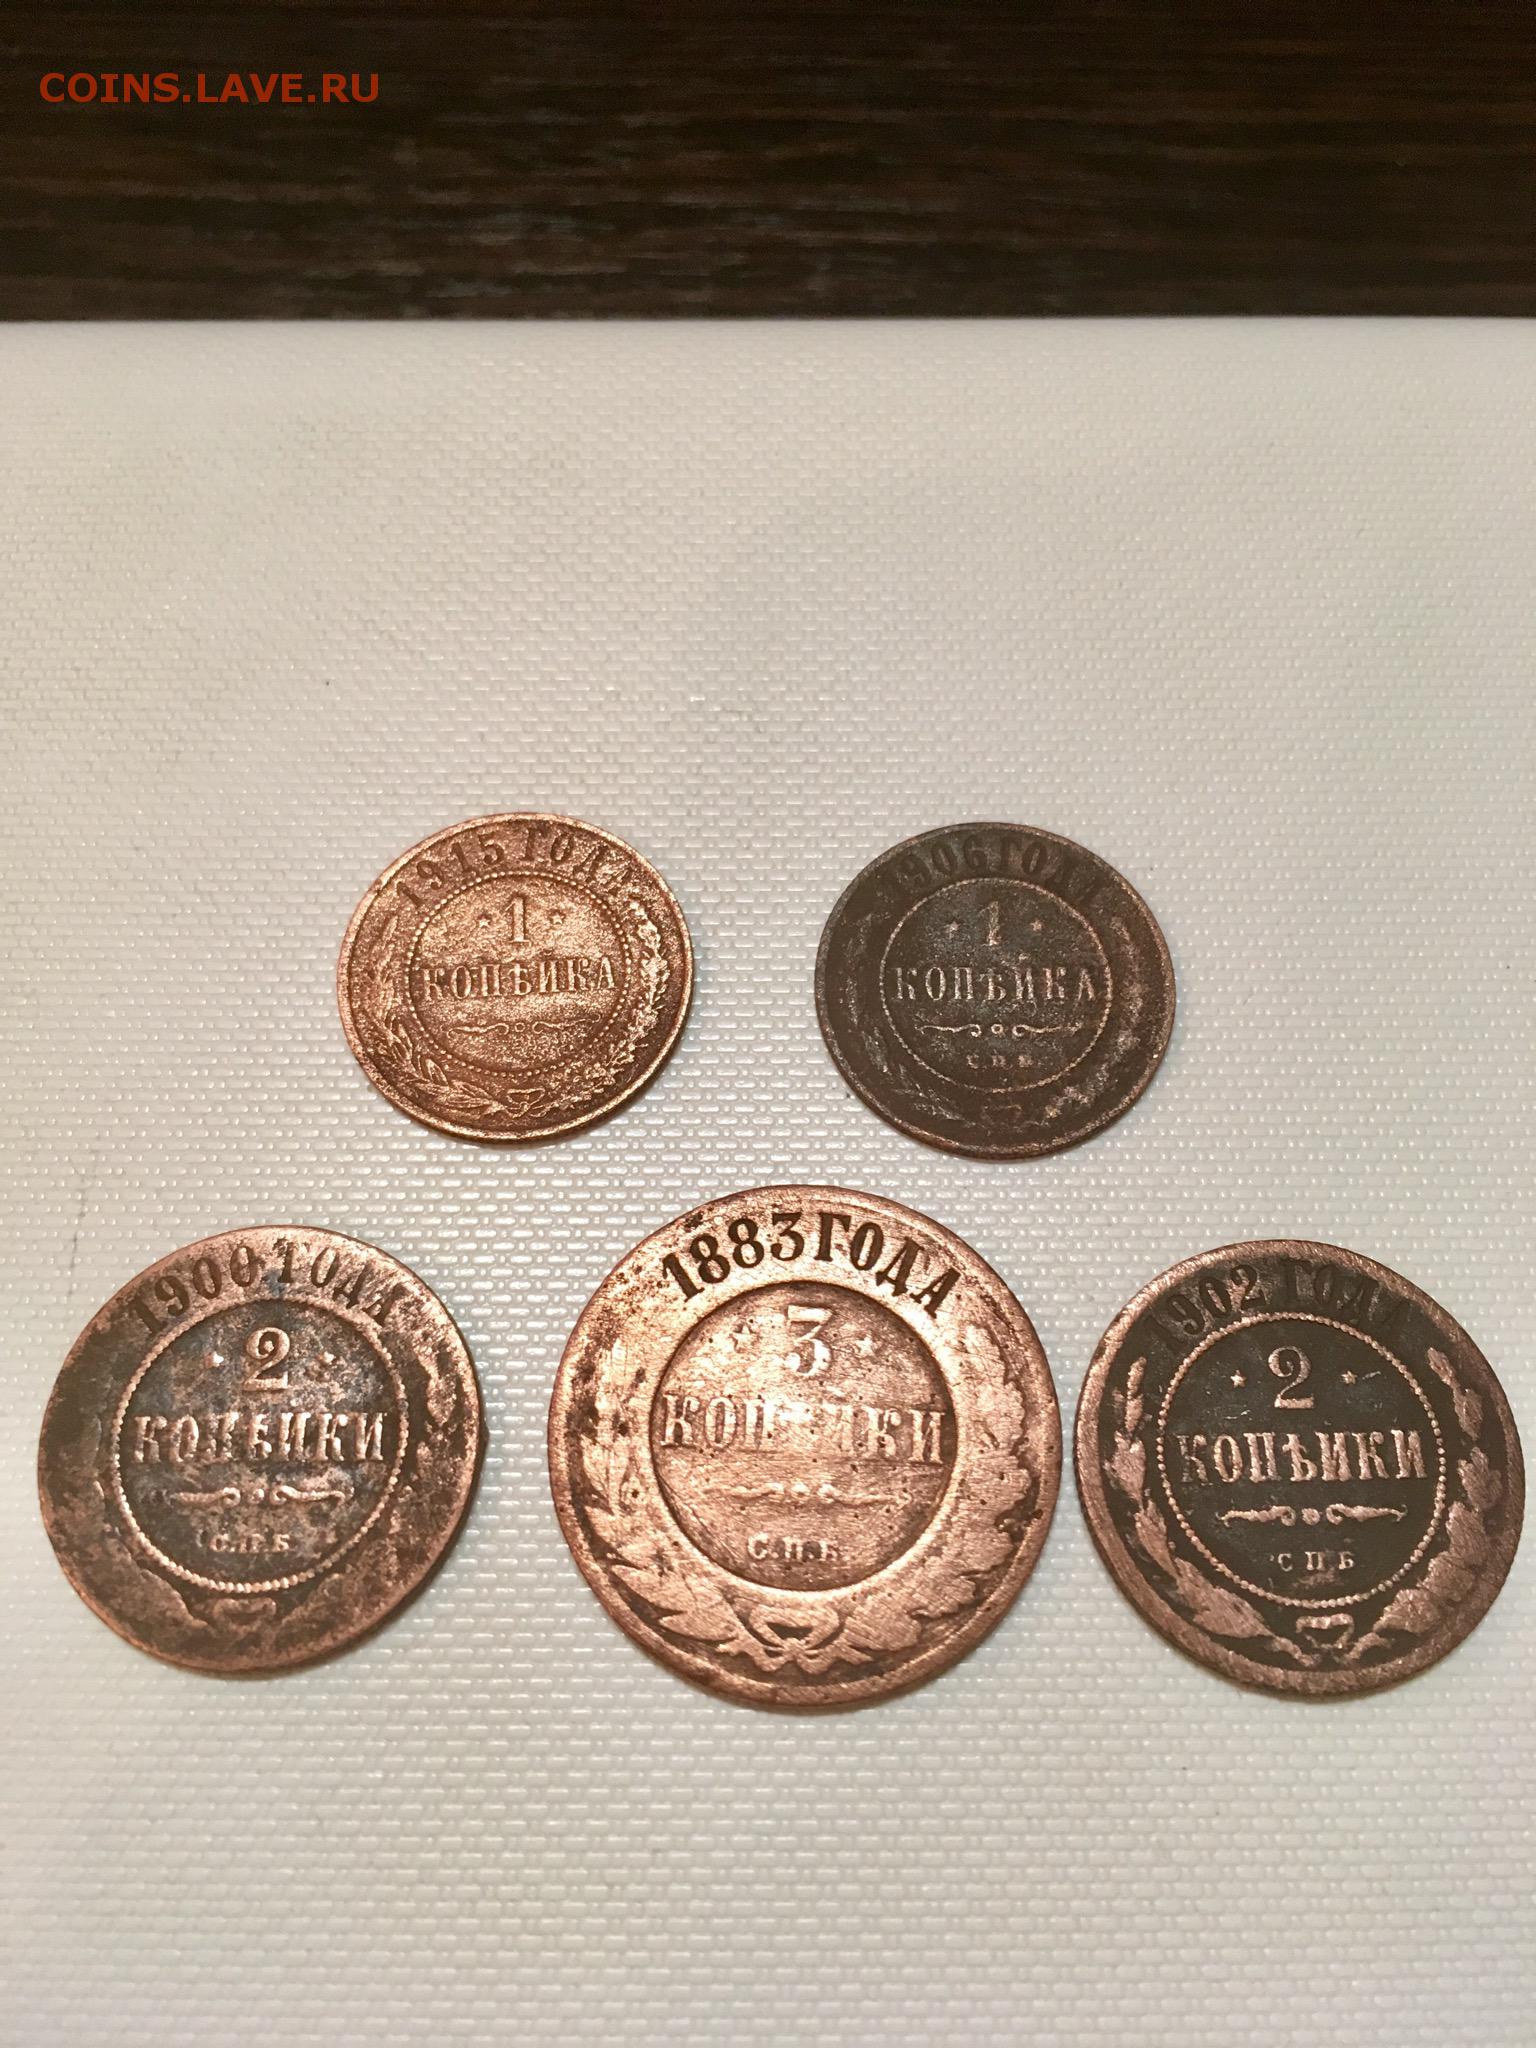 COINS.LAVE.RU
1915 ГОДА
1
КОПѢЙКА
1906 ГОДА
1
КОПѢЙКА
С.П.Б.
1900 ГОДА
2
КОПѢЙКИ
С.П.Б.
1883 ГОДА
3
КОПѢЙКИ
С.П.Б.
1902 ГОДА
2
КОПѢЙКИ
С.П.Б.